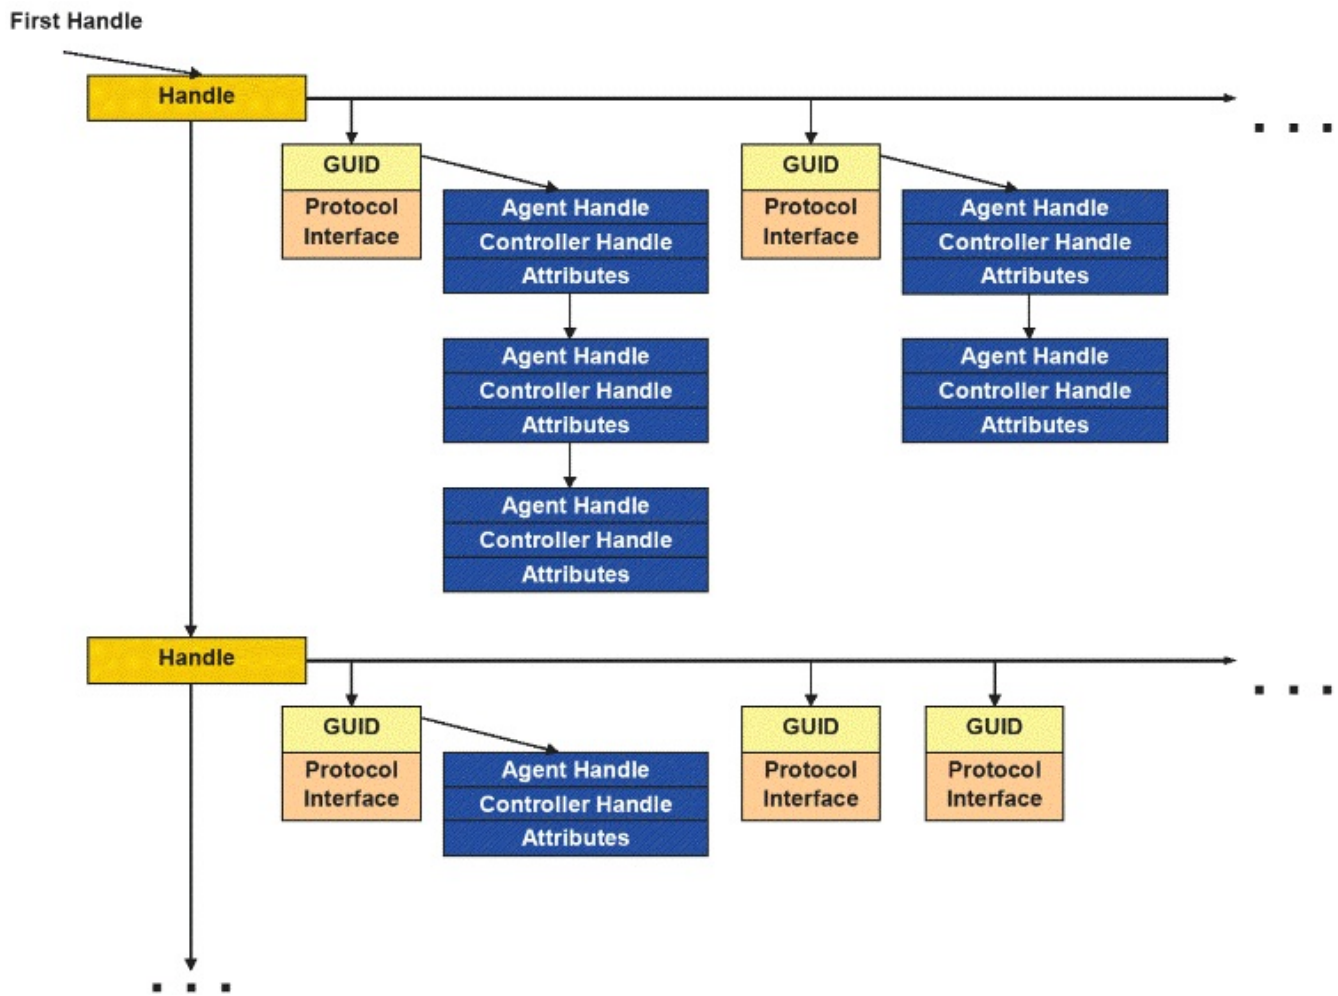 First Handle
Handle
. . .
GUID
Protocol
Interface
Agent Handle
Controller Handle
Attributes
Agent Handle
Controller Handle
Attributes
Agent Handle
Controller Handle
Attributes
GUID
Protocol
Interface
Agent Handle
Controller Handle
Attributes
Agent Handle
Controller Handle
Attributes
Handle
. . .
GUID
Protocol
Interface
Agent Handle
Controller Handle
Attributes
GUID
Protocol
Interface
GUID
Protocol
Interface
. . .